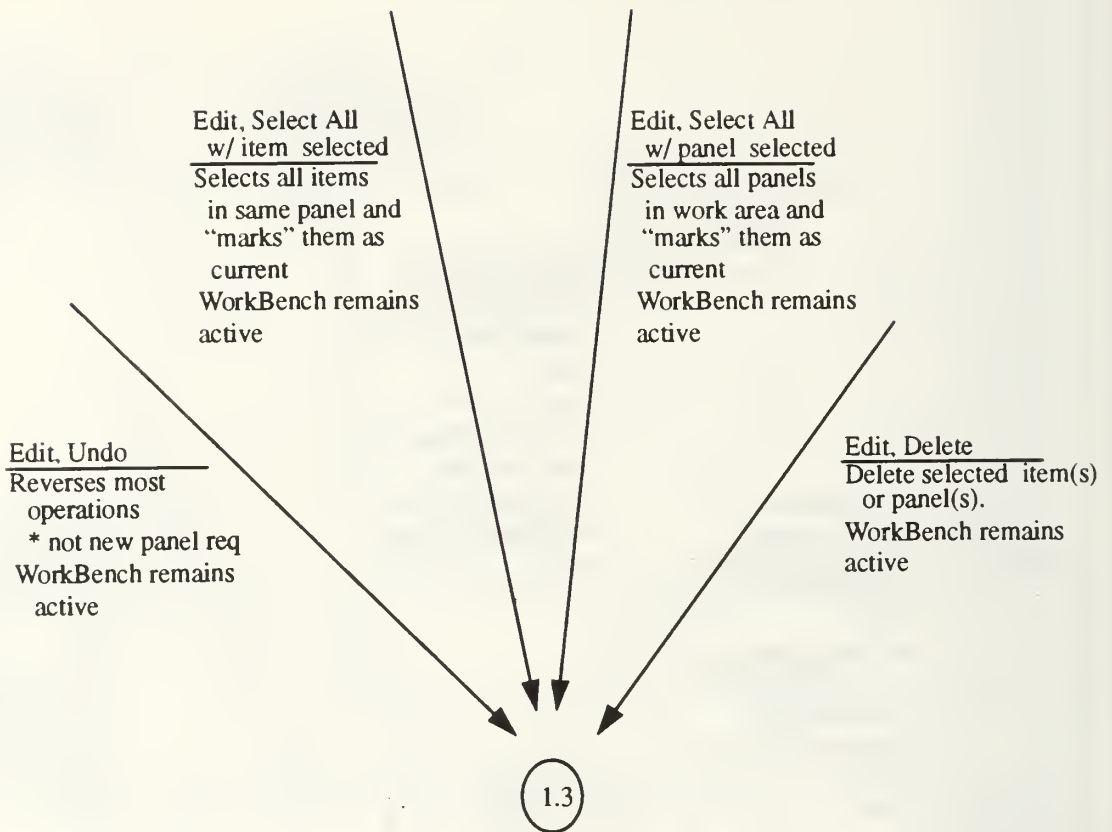 Edit, Select All
w/ item selected
Selects all items
in same panel and
“marks” them as
current
WorkBench remains
active
Edit, Select All
w/ panel selected
Selects all panels
in work area and
“marks” them as
current
WorkBench remains
active
Edit, Undo
Reverses most
operations
* not new panel req
WorkBench remains
active
Edit, Delete
Delete selected item(s)
or panel(s).
WorkBench remains
active
1.3